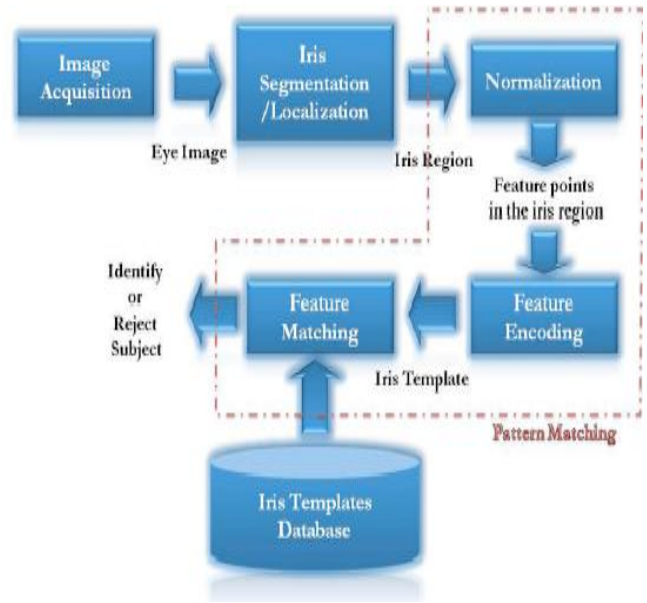 Image
Acquisition
Eye Image
Iris
Segmentation
/Localization
Iris Region
Normalization
Feature points
in the iris region
Feature
Encoding
Iris Template
Feature
Matching
Identify
or
Reject
Subject
Pattern Matching
Iris Templates
Database